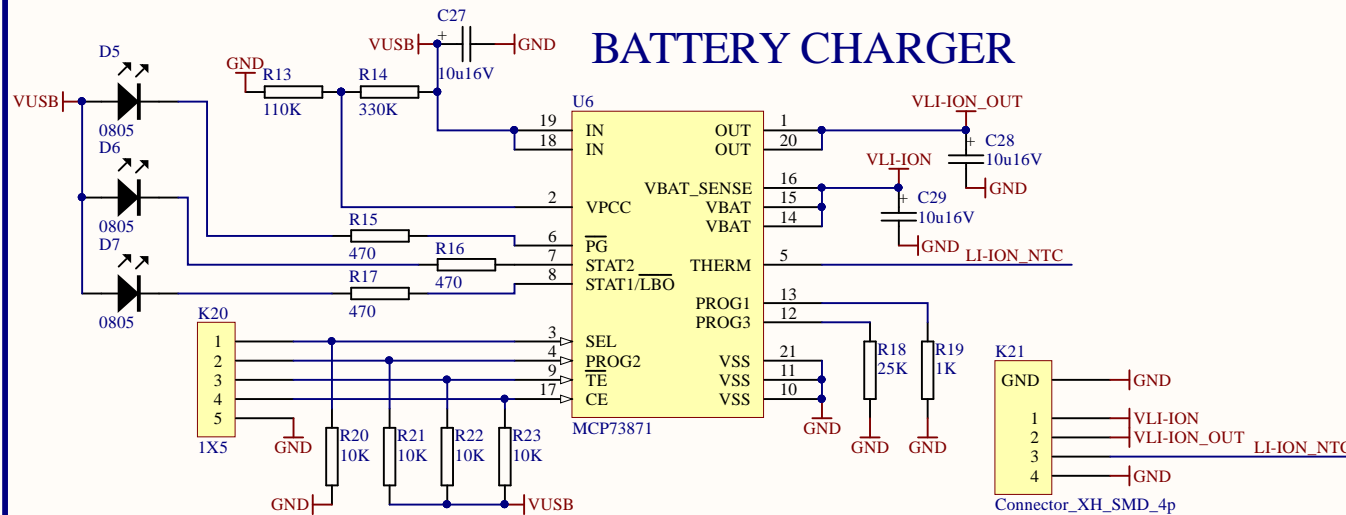 BATTERY CHARGER
C27
VUSB
+
GND
10u16V
D5
VUSB
0805
D6
0805
D7
0805
GND
R13
110K
R14
330K
R15
470
R16
470
R17
470
U6
19 IN
18 IN
2 VPCC
6 PG
7 STAT2
8 STAT1/LBO
3 SEL
4 PROG2
9 TE
17 CE
OUT 1
OUT 20
VBAT_SENSE 16
VBAT 15
VBAT 14
THERM 5
PROG1 13
PROG3 12
VSS 21
VSS 11
VSS 10
MCP73871
VLI-ION_OUT
+
C28
10u16V
GND
VLI-ION
+
C29
10u16V
GND
LI-ION_NTC
R18
25K
R19
1K
GND
GND
GND
K20
1
2
3
4
5
1X5
GND
R20
10K
R21
10K
R22
10K
R23
10K
GND
VUSB
K21
GND
GND
1
VLI-ION
2
VLI-ION_OUT
3
LI-ION_NTC
4
GND
Connector_XH_SMD_4p